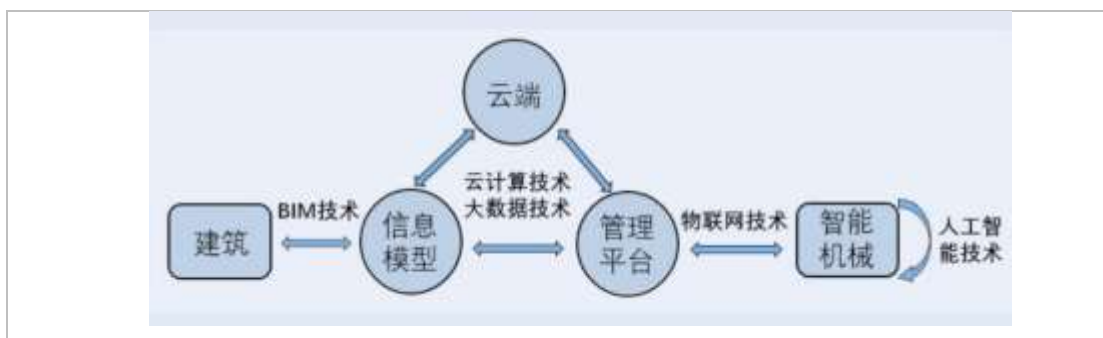 云端
云计算技术
大数据技术
BIM技术
物联网技术
建筑
信息
模型
管理
平台
智能
机械
人工智
能技术